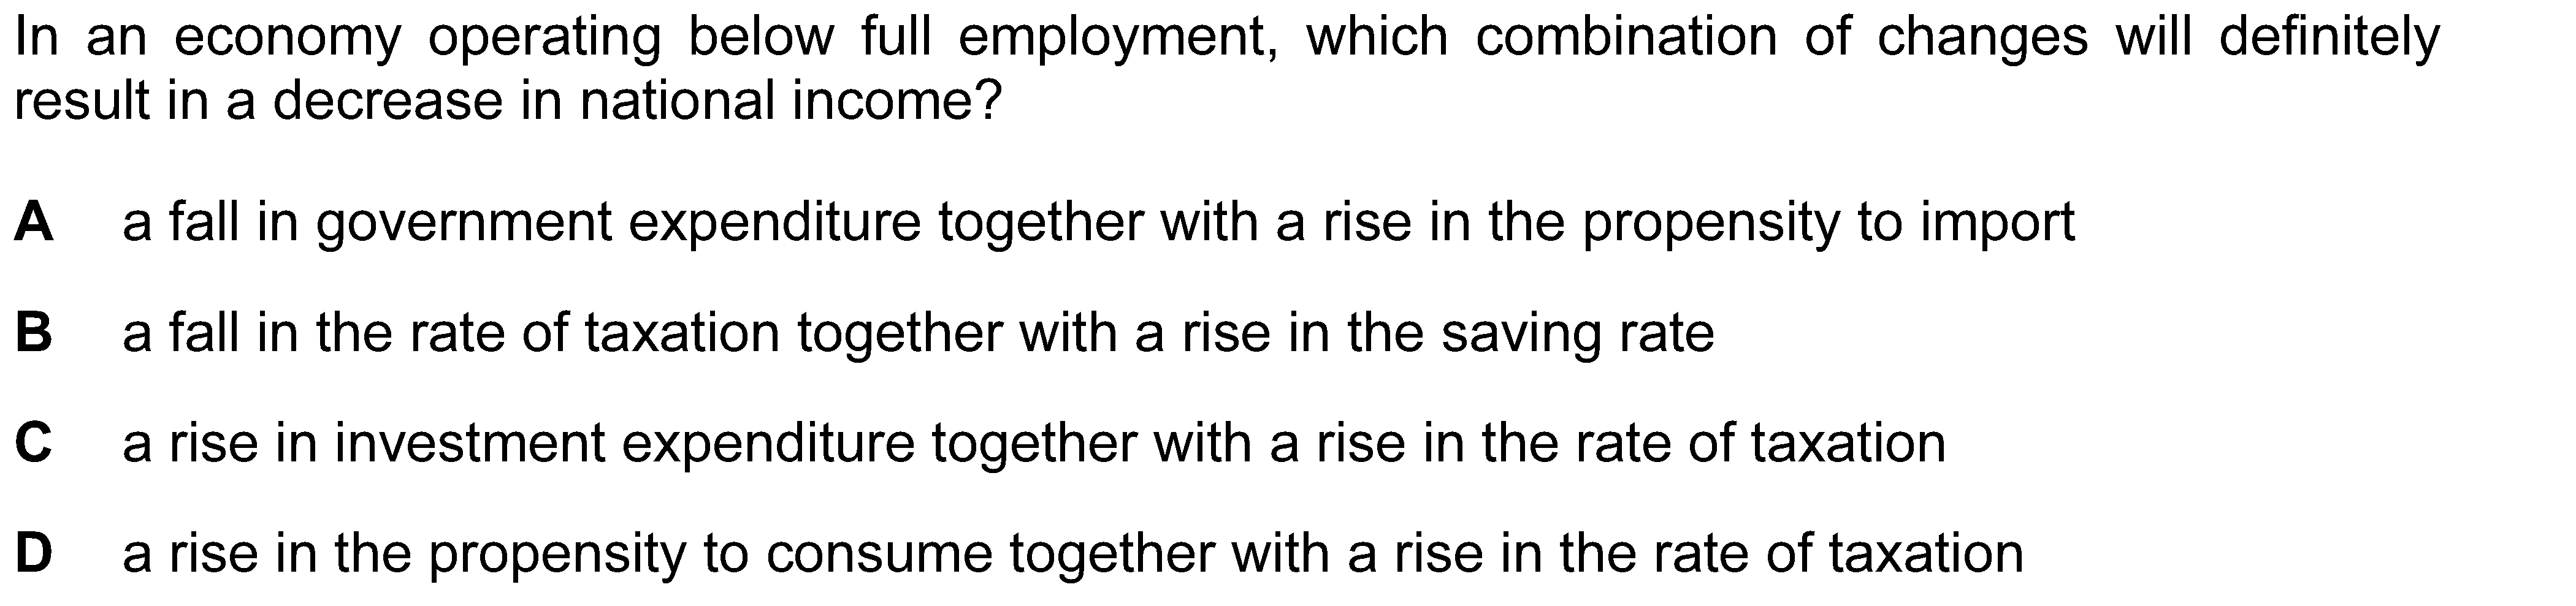 In an economy operating below full employment, which combination of changes will definitely
result in a decrease in national income?
A a fall in government expenditure together with a rise in the propensity to import
B a fall in the rate of taxation together with a rise in the saving rate
C a rise in investment expenditure together with a rise in the rate of taxation
D a rise in the propensity to consume together with a rise in the rate of taxation